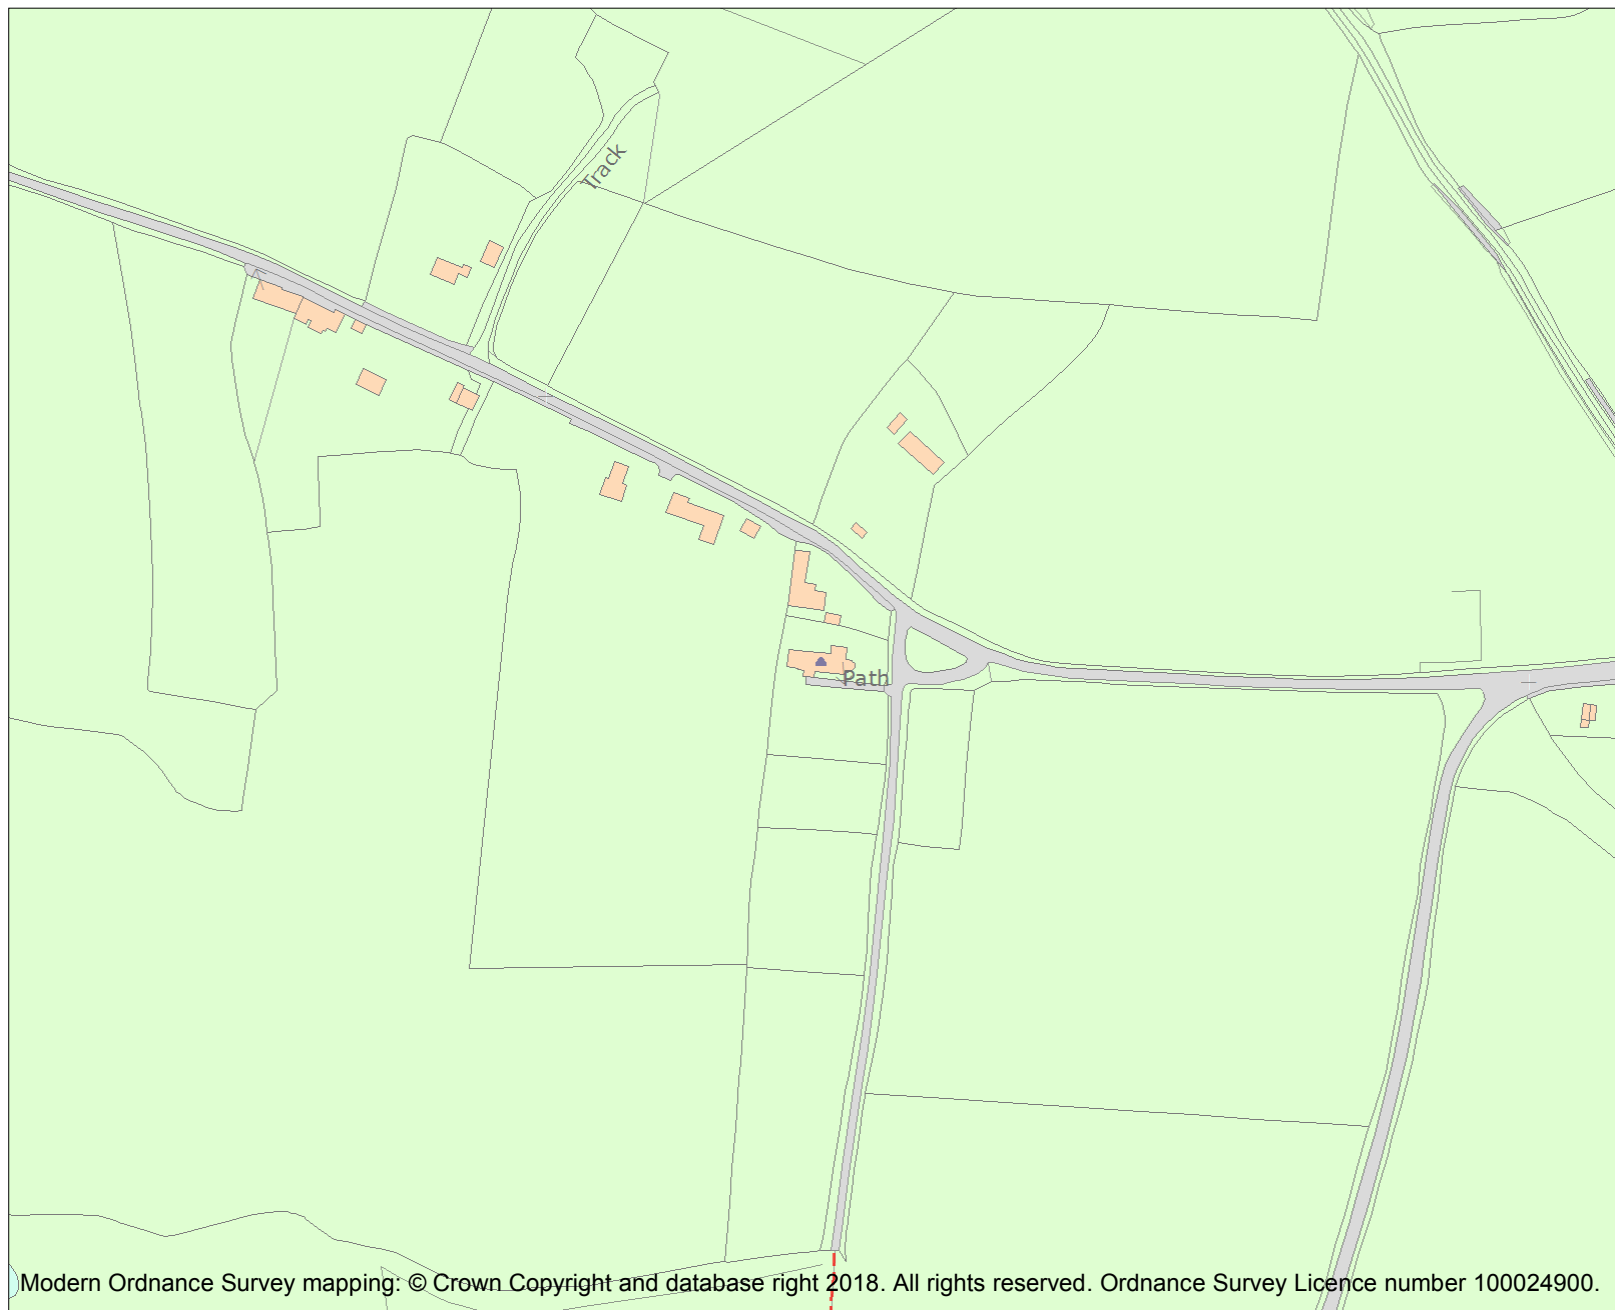 Track
Path
Modern Ordnance Survey mapping: © Crown Copyright and database right 2018. All rights reserved. Ordnance Survey Licence number 100024900.